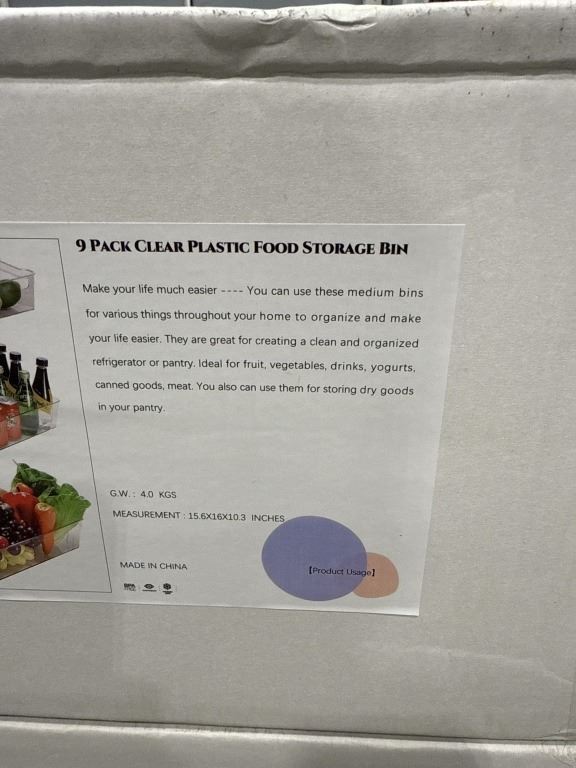 9 PACK CLEAR PLASTIC FOOD STORAGE BIN
Make your life much easier ---- You can use these medium bins
for various things throughout your home to organize and make
your life easier. They are great for creating a clean and organized
refrigerator or pantry. Ideal for fruit, vegetables, drinks, yogurts,
canned goods, meat. You also can use them for storing dry goods
in your pantry.
G.W. : 4.0 KGS
MEASUREMENT : 15.6X16X10.3 INCHES
【Product Usage】
MADE IN CHINA
BPA